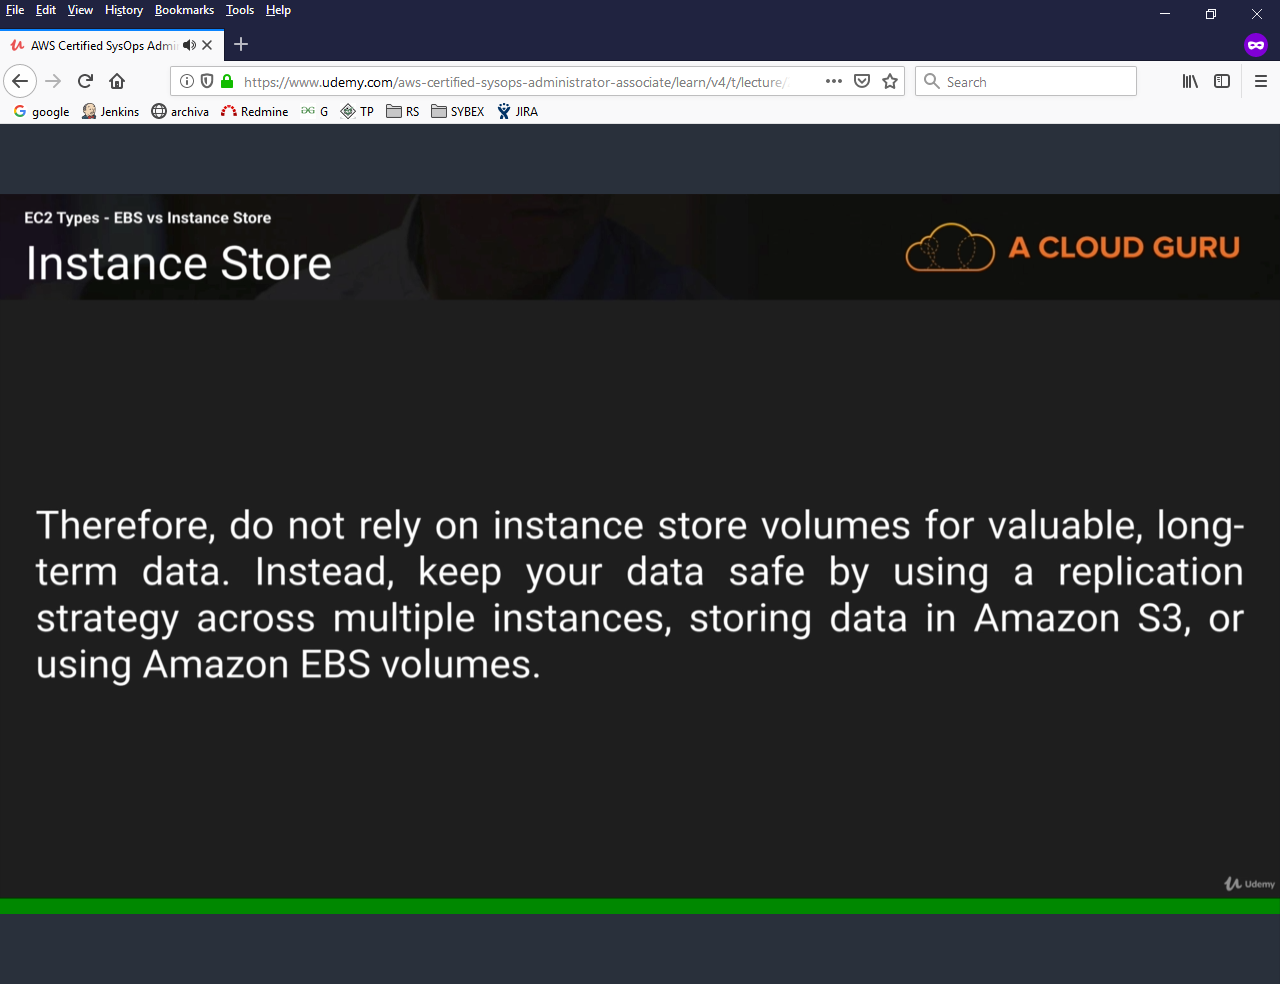 File Edit View History Bookmarks Tools Help
AWS Certified SysOps Admi
https://www.udemy.com/aws-certified-sysops-administrator-associate/learn/v4/t/lecture/
Search
google Jenkins archiva Redmine G TP RS SYBEX JIRA
EC2 Types - EBS vs Instance Store
Instance Store
A CLOUD GURU
Therefore, do not rely on instance store volumes for valuable, long-
term data. Instead, keep your data safe by using a replication
strategy across multiple instances, storing data in Amazon S3, or
using Amazon EBS volumes.
Udemy